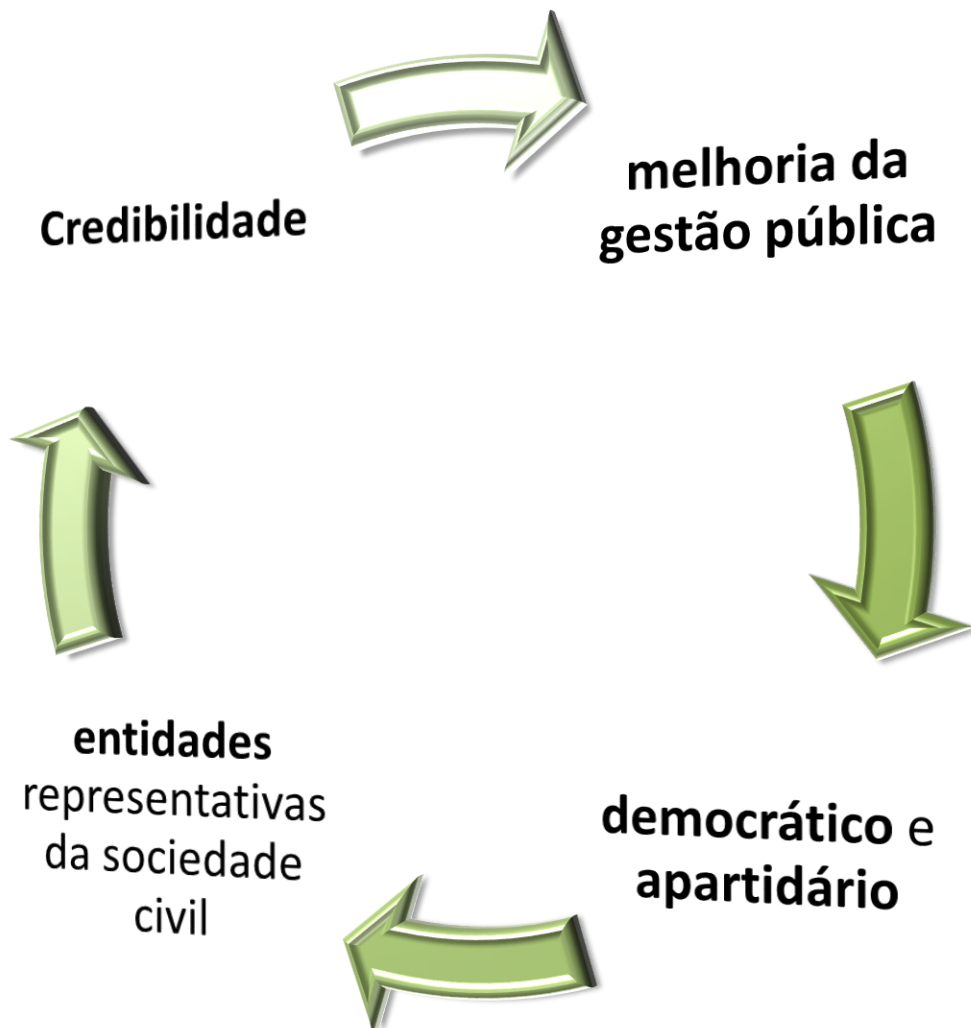 Credibilidade
melhoria da
gestão pública
democrático e
apartidário
entidades
representativas
da sociedade
civil